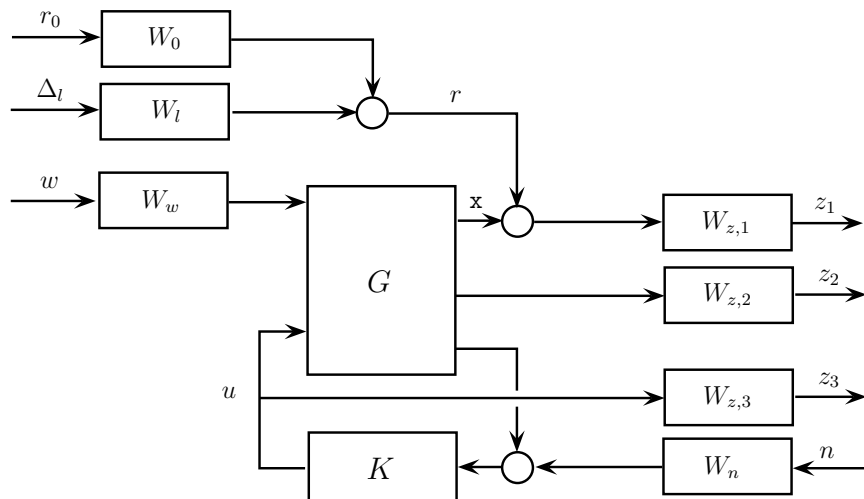 r_0
W_0
Δ_l
W_l
r
w
W_w
x
W_{z,1}
z_1
G
W_{z,2}
z_2
u
W_{z,3}
z_3
K
W_n
n